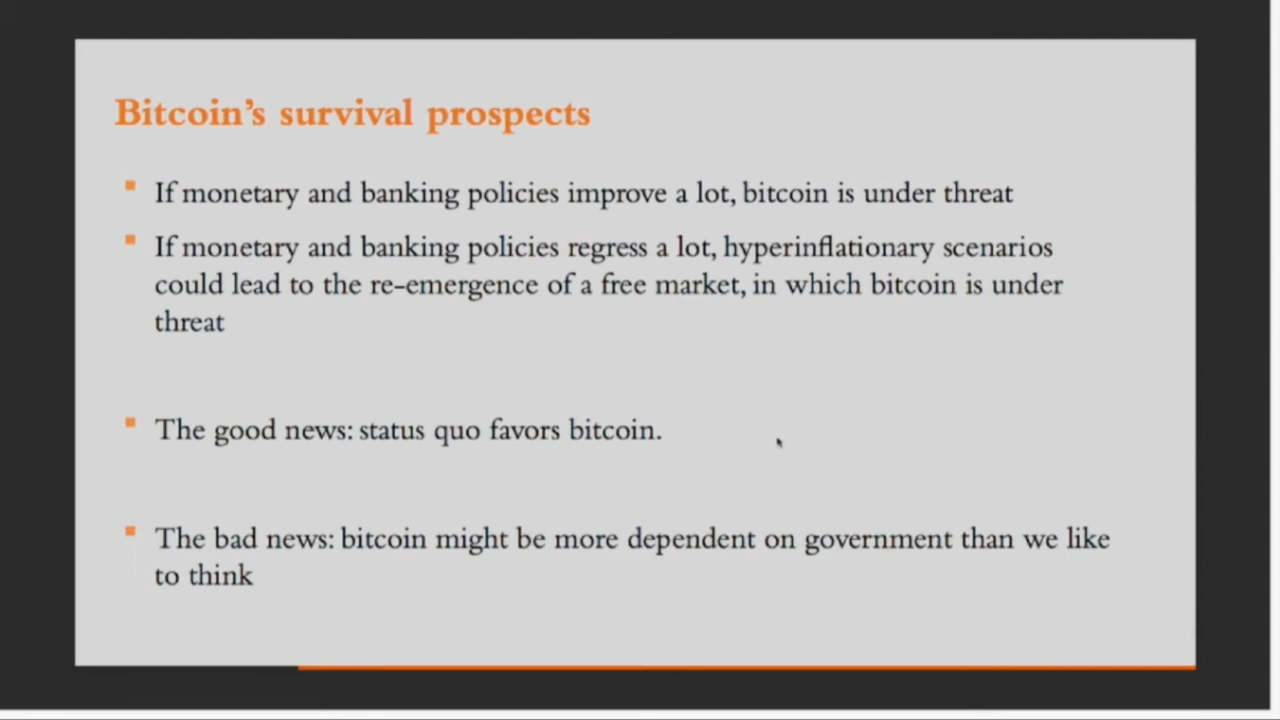 Bitcoin’s survival prospects
If monetary and banking policies improve a lot, bitcoin is under threat
If monetary and banking policies regress a lot, hyperinflationary scenarios
could lead to the re-emergence of a free market, in which bitcoin is under
threat
The good news: status quo favors bitcoin.
The bad news: bitcoin might be more dependent on government than we like
to think